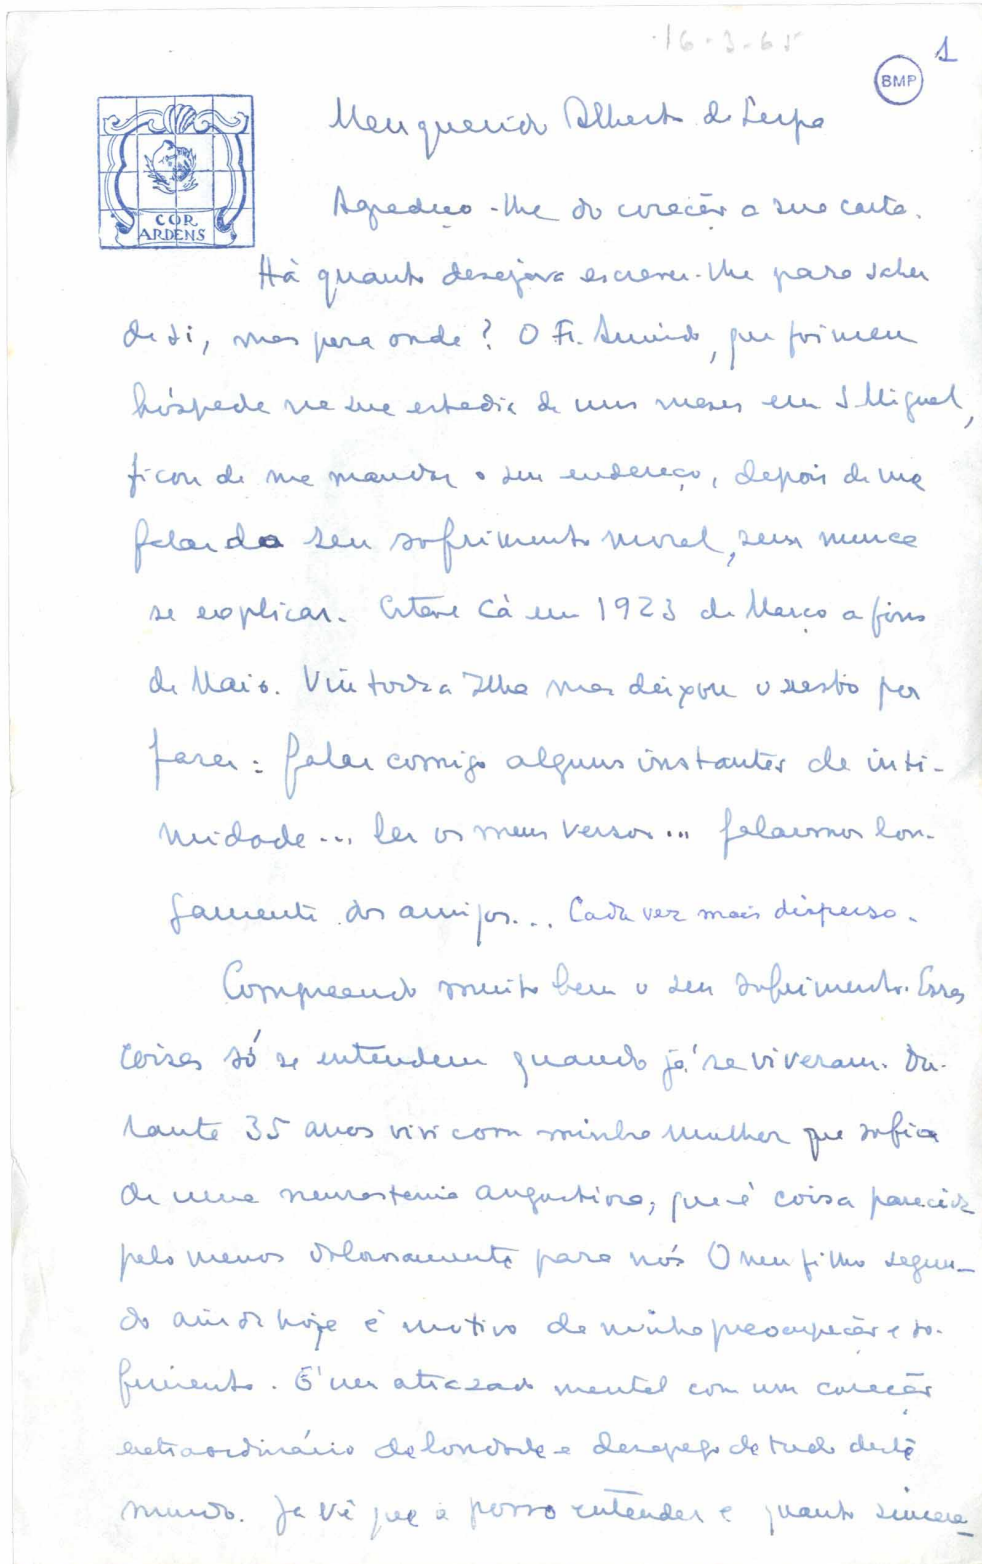 16-3-65
1
BMP
COR
ARDENS
Meu querido Alberto de Serpa
Agradeço-lhe do coração a sua carta.
Há quanto desejava escrever-lhe para saber
de si, mas para onde? O Fr. Armindo, que foi meu
hóspede na sua estadia de uns meses em S Miguel,
ficou de me mandar o seu endereço, depois de me
falar do seu sofrimento moral, sem nunca
se explicar. Esteve cá em 1923 de Março a fins
de Maio. Viu toda a Ilha mas deixou o resto por
fazer: falar comigo alguns instantes de inti-
midade... ler os meus versos... falarmos lon-
gamente dos amigos... Cada vez mais disperso.
Compreendo muito bem o seu sofrimento. Essas
coisas só se entendem quando já se viveram. Du-
rante 35 anos vivi com minha mulher que sofria
de uma neurastenia angustiosa, que é coisa parecida
pelo menos dolorosamente para nós O meu filho segun-
do ainda hoje é motivo de minha preocupação e so-
frimento. É um atrazado mental com um coração
extraordinário de bondade e desapego de tudo deste
mundo. Já vê que o posso entender e quanto sincera-